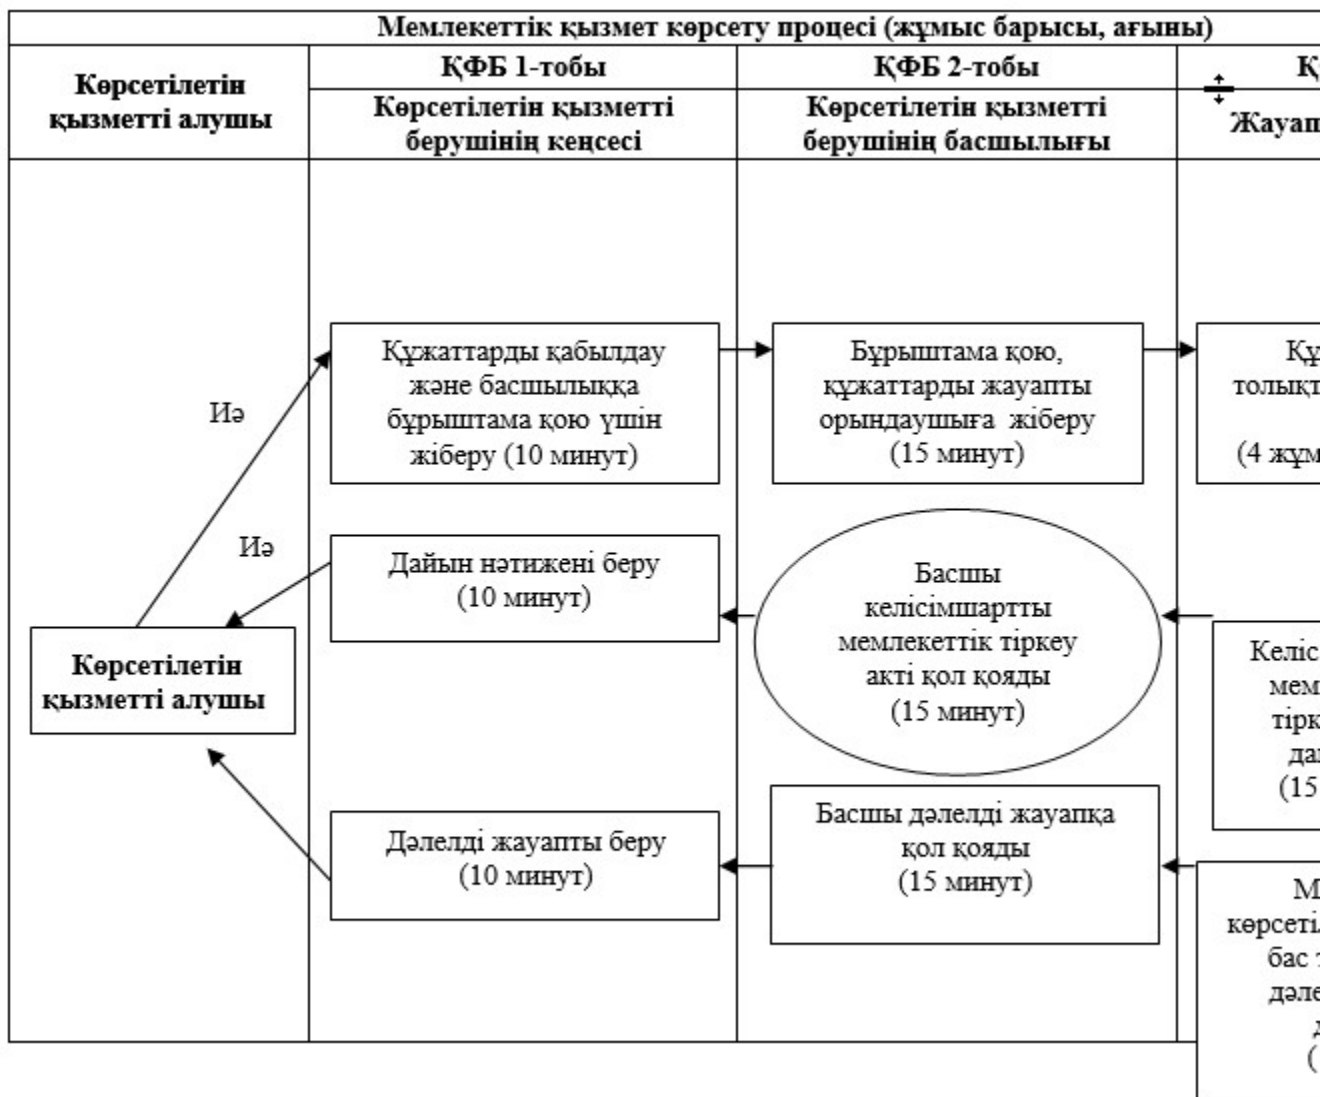 Мемлекеттік қызмет көрсету процесі (жұмыс барысы, ағыны)
Көрсетілетін
қызметті алушы
ҚФБ 1-тобы
Көрсетілетін қызметті
берушінің кеңсесі
ҚФБ 2-тобы
Көрсетілетін қызметті
берушінің басшылығы
Құжаттарды қабылдау
және басшылыққа
бұрыштама қою үшін
жіберу (10 минут)
Бұрыштама қою,
құжаттарды жауапты
орындаушыға жіберу
(15 минут)
(4
Иә
Иә
Дайын нәтижені беру
(10 минут)
Басшы
келісімшартты
мемлекеттік тіркеу
акті қол қояды
(15 минут)
(15
Көрсетілетін
қызметті алушы
Дәлелді жауапты беру
(10 минут)
Басшы дәлелді жауапқа
қол қояды
(15 минут)
бас